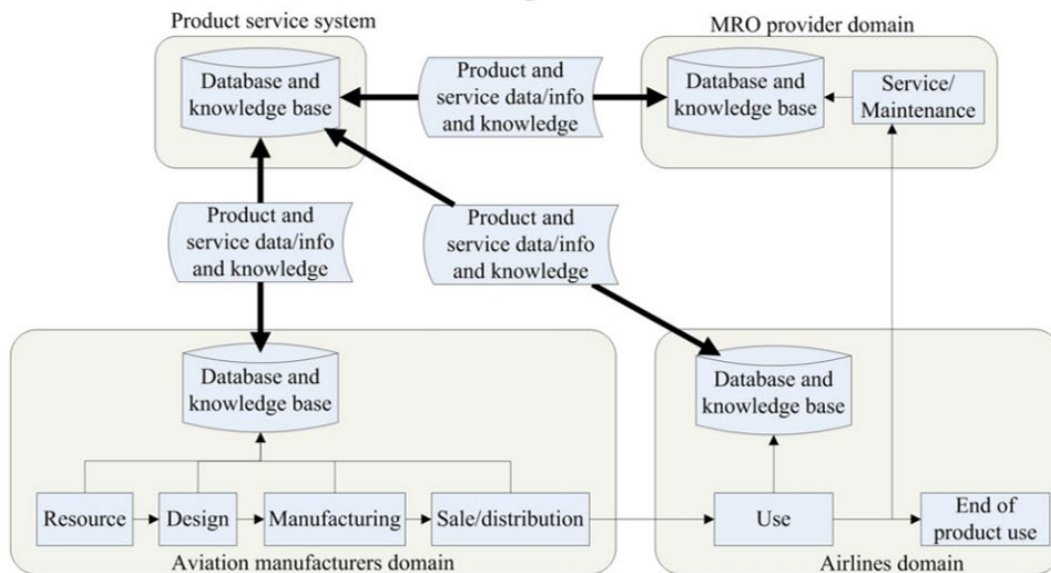 Product service system
MRO provider domain
Database and
knowledge base
Product and
service data/info
and knowledge
Database and
knowledge base
Service/
Maintenance
Product and
service data/info
and knowledge
Product and
service data/info
and knowledge
Database and
knowledge base
Database and
knowledge base
Resource
Design
Manufacturing
Sale/distribution
Use
End of
product use
Aviation manufacturers domain
Airlines domain